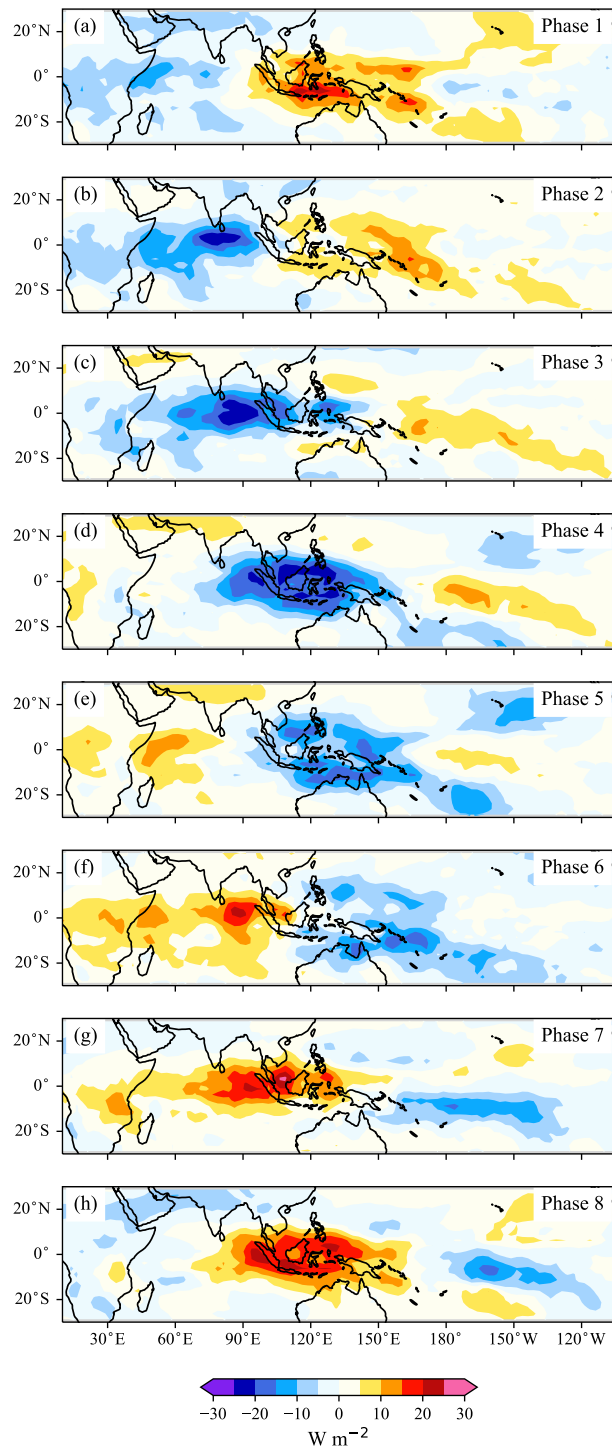 (a) Phase 1
20°N
0°
20°S
(b) Phase 2
20°N
0°
20°S
(c) Phase 3
20°N
0°
20°S
(d) Phase 4
20°N
0°
20°S
(e) Phase 5
20°N
0°
20°S
(f) Phase 6
20°N
0°
20°S
(g) Phase 7
20°N
0°
20°S
(h) Phase 8
20°N
0°
20°S
30°E 60°E 90°E 120°E 150°E 180° 150°W 120°W
−30 −20 −10 0 10 20 30
W m⁻²